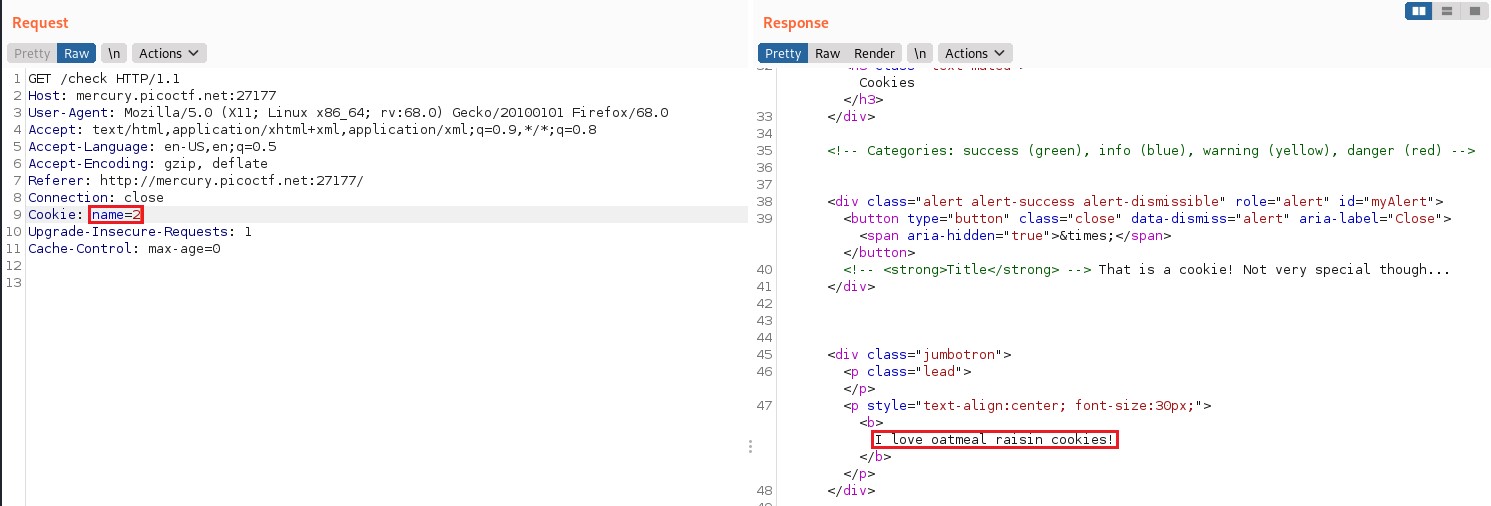 Request
Pretty Raw \n Actions
1 GET /check HTTP/1.1
2 Host: mercury.picoctf.net:27177
3 User-Agent: Mozilla/5.0 (X11; Linux x86_64; rv:68.0) Gecko/20100101 Firefox/68.0
4 Accept: text/html,application/xhtml+xml,application/xml;q=0.9,*/*;q=0.8
5 Accept-Language: en-US,en;q=0.5
6 Accept-Encoding: gzip, deflate
7 Referer: http://mercury.picoctf.net:27177/
8 Connection: close
9 Cookie: name=2
10 Upgrade-Insecure-Requests: 1
11 Cache-Control: max-age=0
12
13
Response
Pretty Raw Render \n Actions
Cookies
</h3>
33 </div>
34
35 <!-- Categories: success (green), info (blue), warning (yellow), danger (red) -->
36
37
38 <div class="alert alert-success alert-dismissible" role="alert" id="myAlert">
39 <button type="button" class="close" data-dismiss="alert" aria-label="Close">
<span aria-hidden="true">&times;</span>
</button>
40 <!-- <strong>Title</strong> --> That is a cookie! Not very special though...
41 </div>
42
43
44
45 <div class="jumbotron">
46 <p class="lead">
</p>
47 <p style="text-align:center; font-size:30px;">
<b>
I love oatmeal raisin cookies!
</b>
</p>
48 </div>